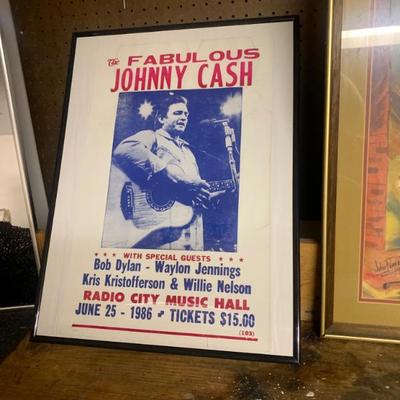 The FABULOUS
JOHNNY CASH
★ ★ ★ WITH SPECIAL GUESTS ★ ★ ★
Bob Dylan - Waylon Jennings
Kris Kristofferson & Willie Nelson
RADIO CITY MUSIC HALL
JUNE 25 - 1986 • TICKETS $15.00
(103)